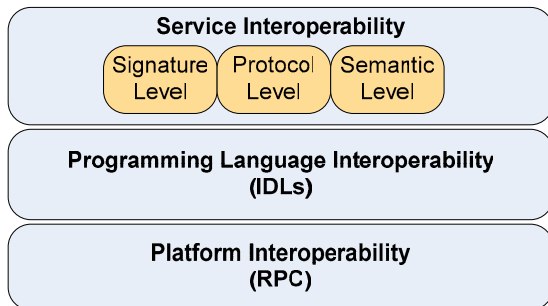 Service Interoperability
Signature Level
Protocol Level
Semantic Level
Programming Language Interoperability
(IDLs)
Platform Interoperability
(RPC)